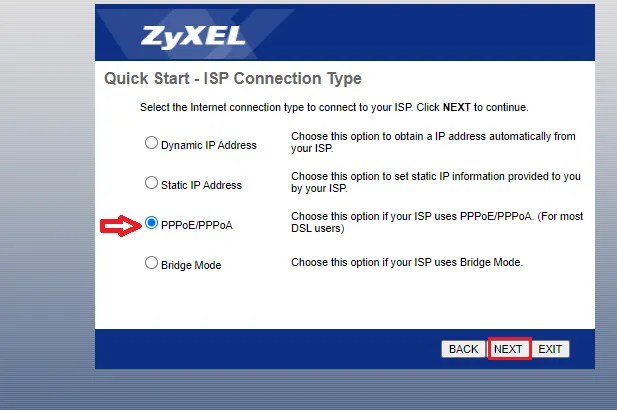 ZyXEL
Quick Start - ISP Connection Type
Select the Internet connection type to connect to your ISP. Click NEXT to continue.
Dynamic IP Address
Choose this option to obtain a IP address automatically from
your ISP.
Static IP Address
Choose this option to set static IP information provided to you
by your ISP.
PPPoE/PPPoA
Choose this option if your ISP uses PPPoE/PPPoA. (For most
DSL users)
Bridge Mode
Choose this option if your ISP uses Bridge Mode.
BACK NEXT EXIT